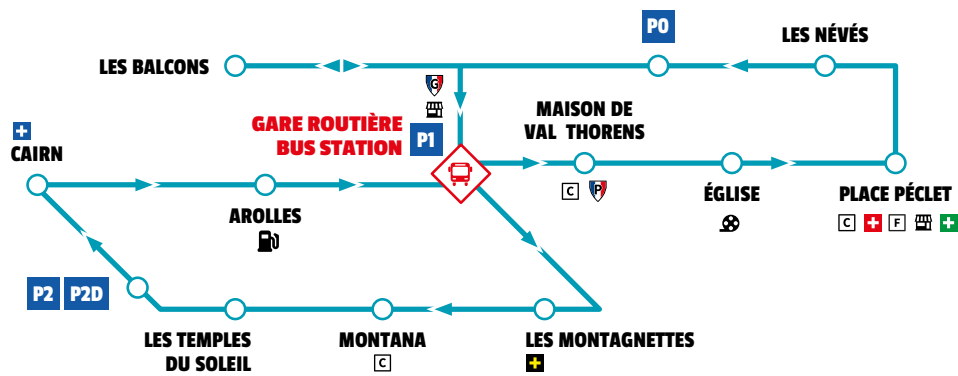 P0
LES NÉVÉS
LES BALCONS
G
MAISON DE
VAL THORENS
GARE ROUTIÈRE
BUS STATION
P1
CAIRN
C
P
AROLLES
ÉGLISE
PLACE PÉCLET
C
F
P2
P2D
LES TEMPLES
DU SOLEIL
MONTANA
C
LES MONTAGNETTES